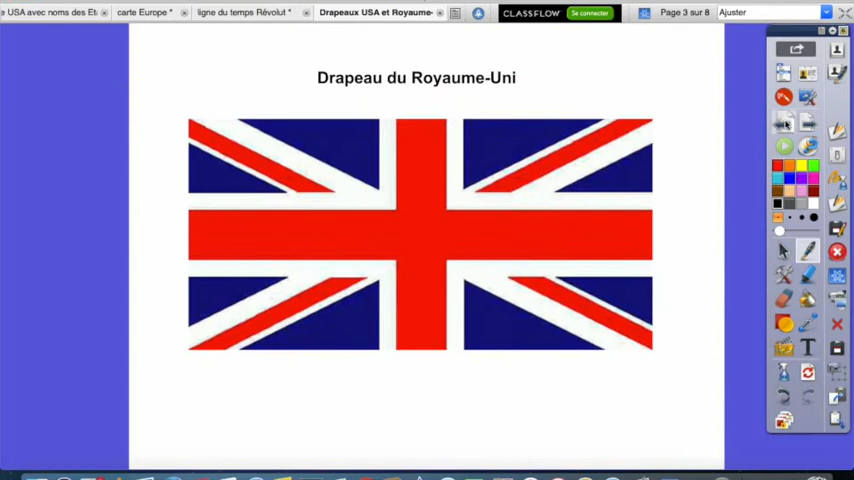 e USA avec noms des Eta
carte Europe *
ligne du temps Révolut *
Drapeaux USA et Royaume-
CLASSFLOW
Se connecter
Page 3 sur 8
Ajuster
Drapeau du Royaume-Uni
T